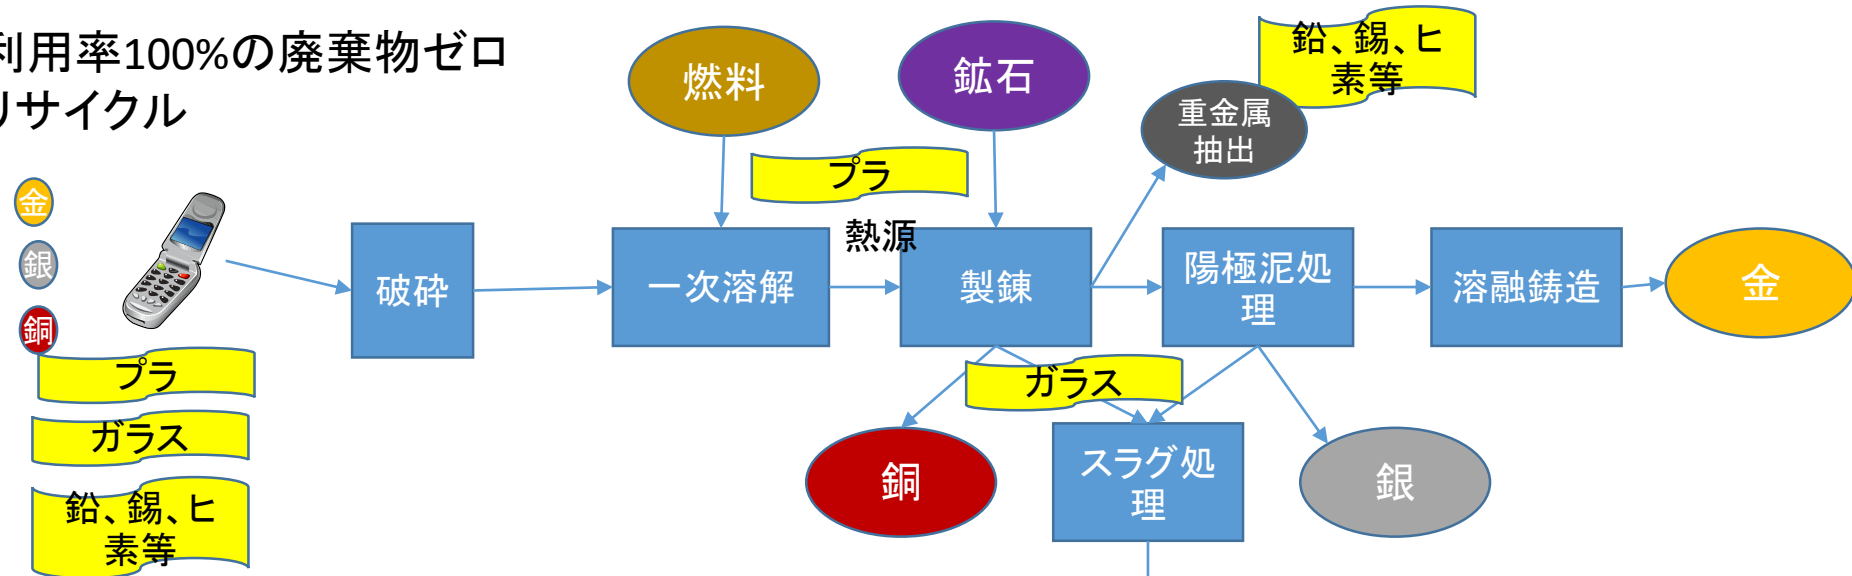 利用率100%の廃棄物ゼロ
リサイクル
燃料
鉱石
鉛、錫、ヒ
素等
重金属
抽出
プラ
熱源
金
銀
銅
プラ
ガラス
鉛、錫、ヒ
素等
破砕
一次溶解
製錬
陽極泥処
理
溶融鋳造
金
ガラス
銅
スラグ処
理
銀